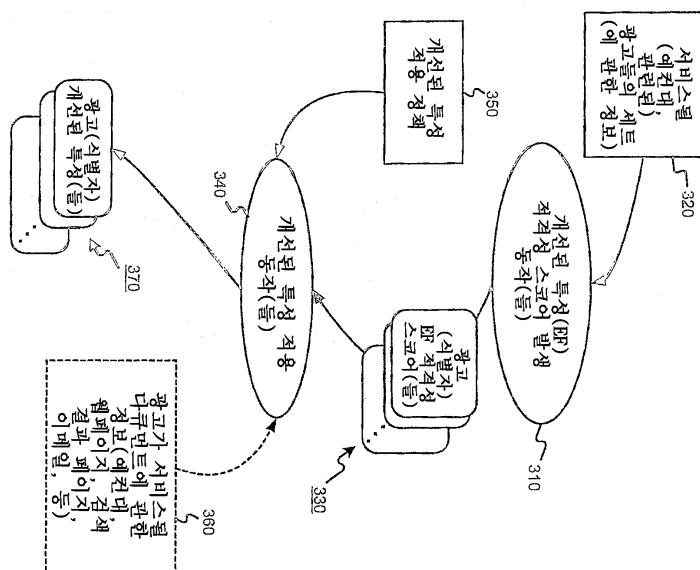 서비스될
(예컨대,
관련된)
광고들의 세트
(에 관한 정보)
320
개선된 특성(EF)
적격성 스코어 발생
동작(들)
310
광고
(식별자)
EF 적격성
스코어(들)
...
330
개선된 특성
적용 정책
350
개선된 특성 적용
동작(들)
340
광고가 서비스될
다큐먼트에 관한
정보(예컨대,
웹페이지, 검색
결과 페이지,
이메일, 등)
360
광고(식별자)
개선된 특성(들)
...
370